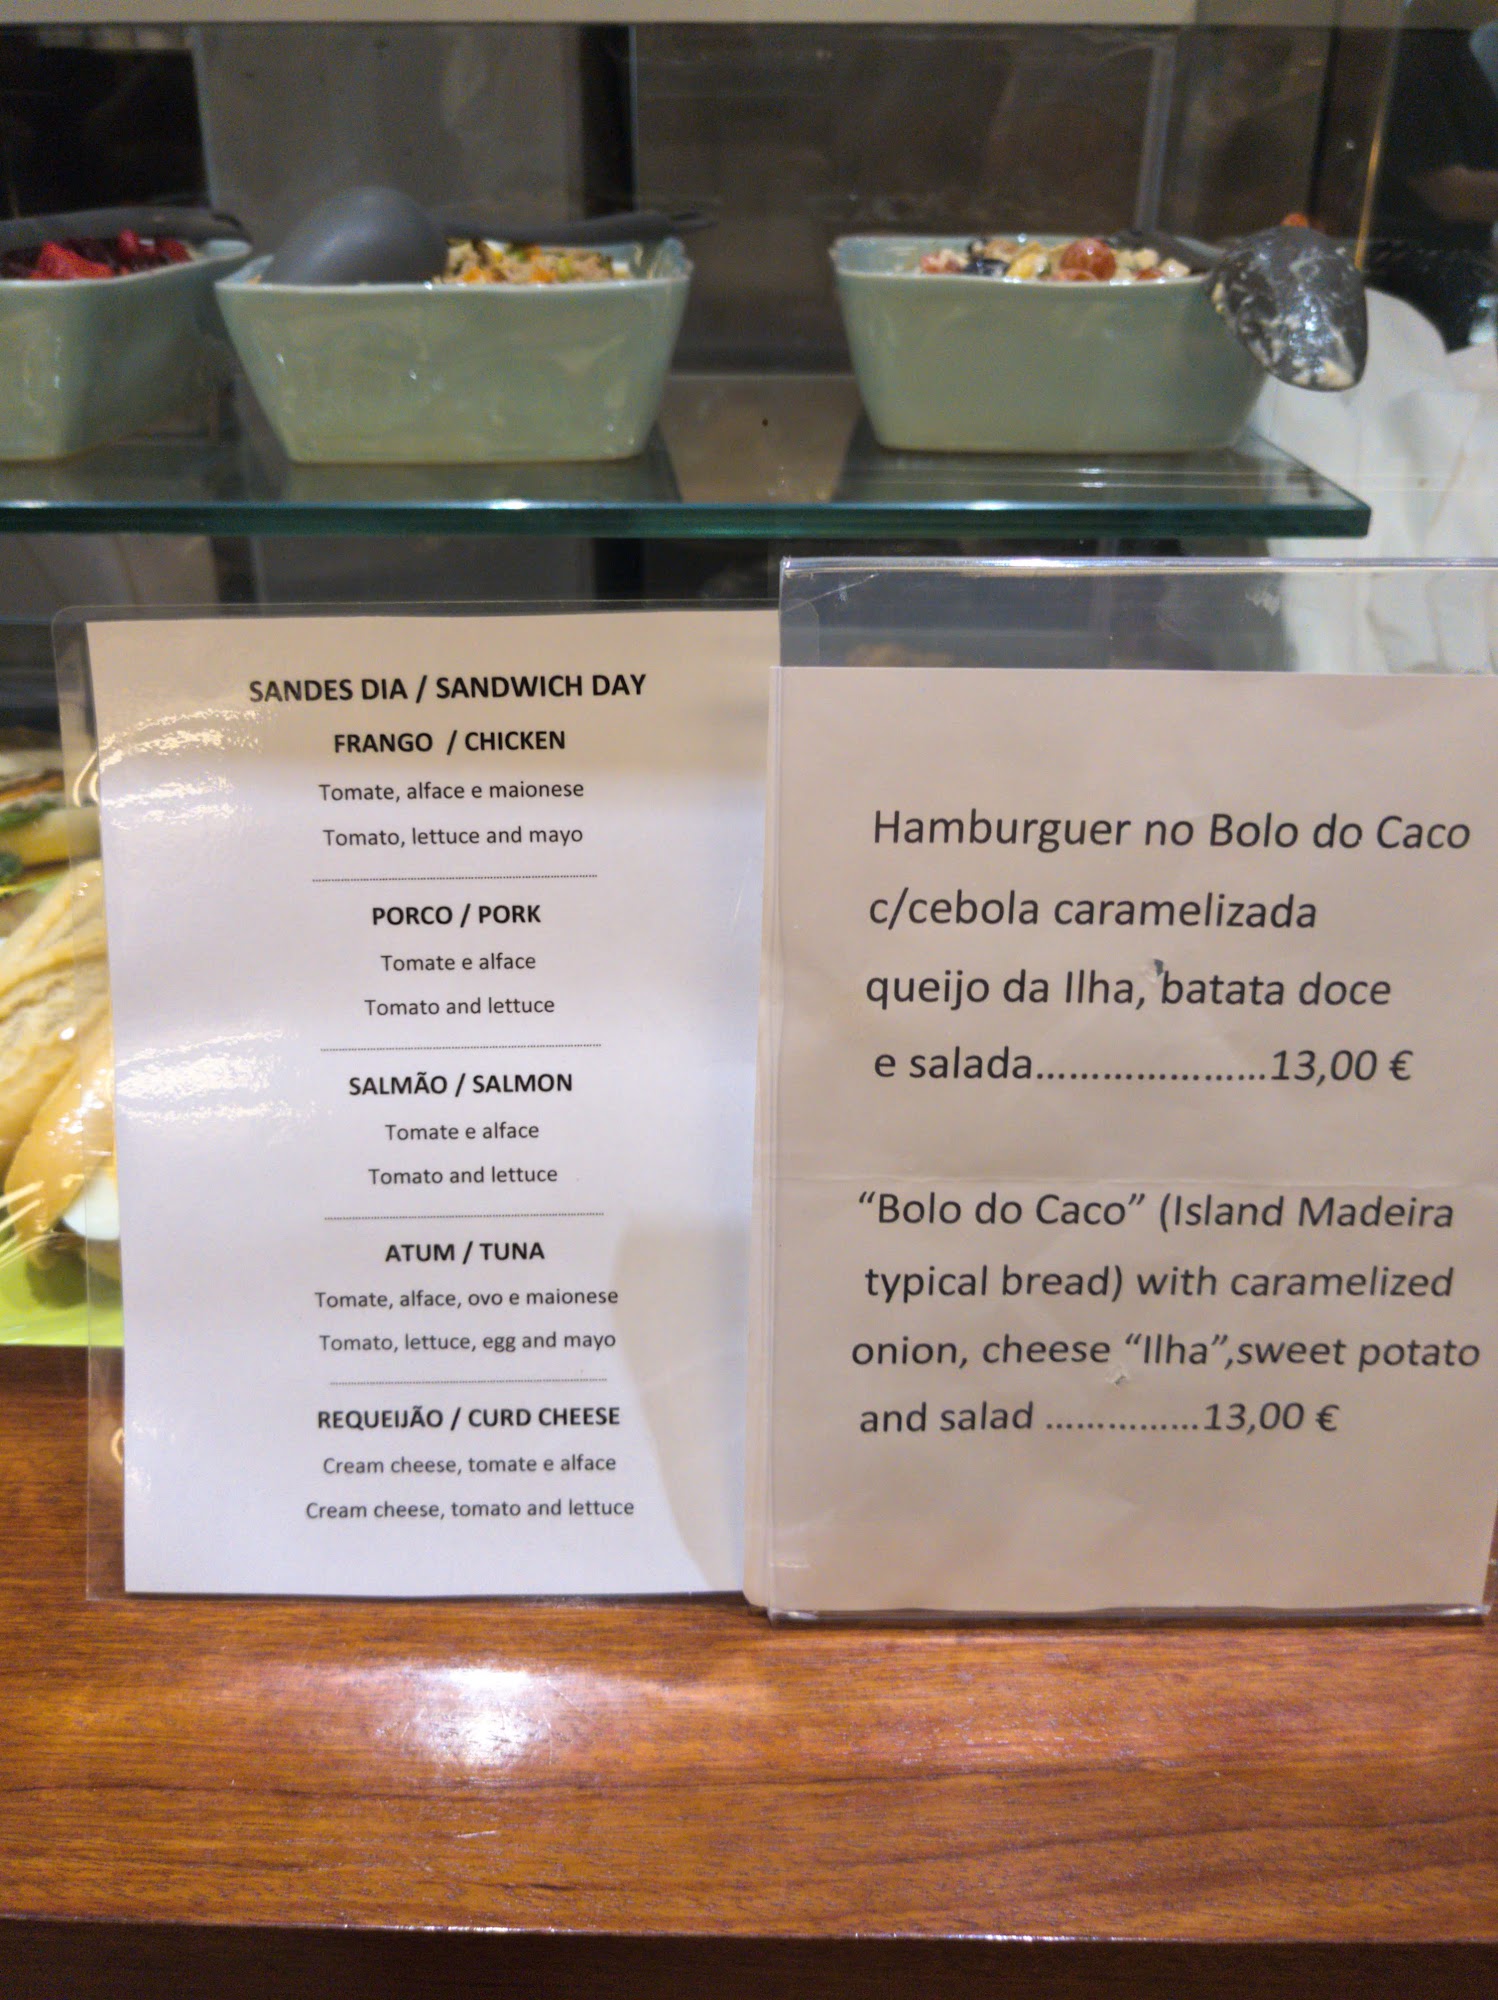 SANDES DIA / SANDWICH DAY
FRANGO / CHICKEN
Tomate, alface e maionese
Tomato, lettuce and mayo
PORCO / PORK
Tomate e alface
Tomato and lettuce
SALMÃO / SALMON
Tomate e alface
Tomato and lettuce
ATUM / TUNA
Tomate, alface, ovo e maionese
Tomato, lettuce, egg and mayo
REQUEIJÃO / CURD CHEESE
Cream cheese, tomate e alface
Cream cheese, tomato and lettuce
Hamburguer no Bolo do Caco
c/cebola caramelizada
queijo da Ilha, batata doce
e salada.....................13,00 €
“Bolo do Caco” (Island Madeira
typical bread) with caramelized
onion, cheese “Ilha”,sweet potato
and salad ...............13,00 €